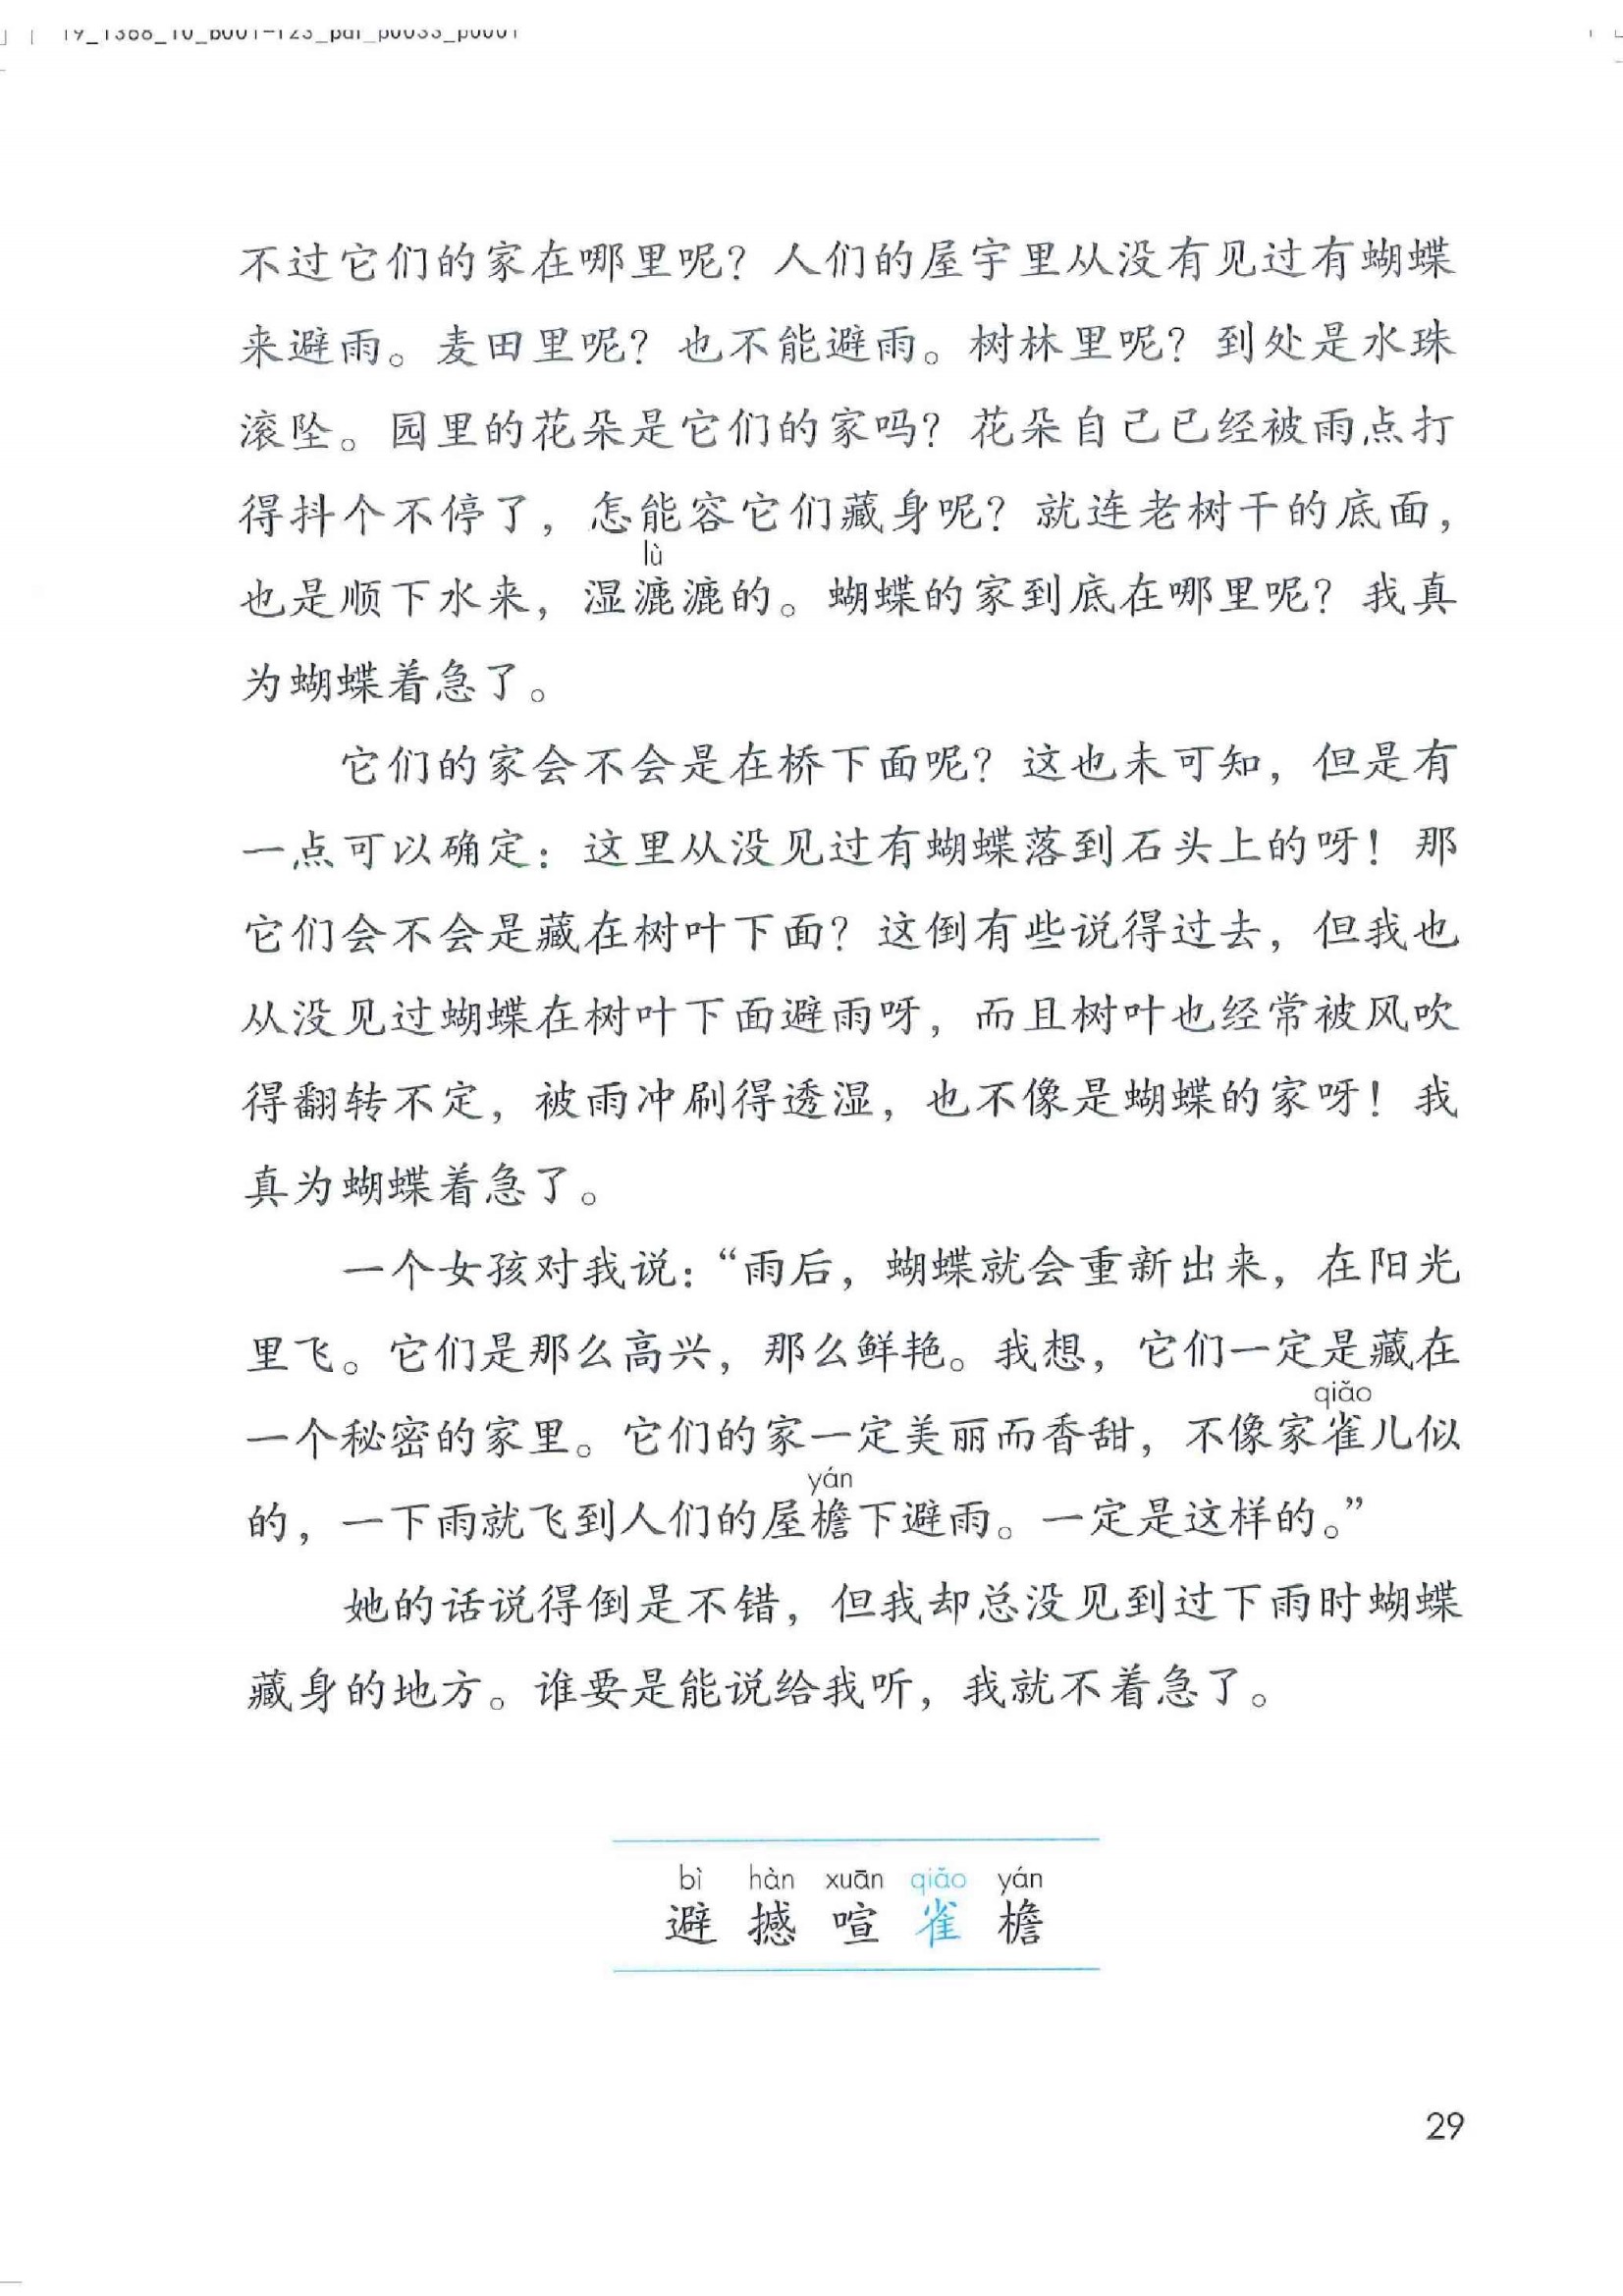 不过它们的家在哪里呢？人们的屋宇里从没有见过有蝴蝶
来避雨。麦田里呢？也不能避雨。树林里呢？到处是水珠
滚坠。园里的花朵是它们的家吗？花朵自己已经被雨点打
得抖个不停了，怎能容它们藏身呢？就连老树干的底面，
lù
也是顺下水来，湿漉漉的。蝴蝶的家到底在哪里呢？我真
为蝴蝶着急了。
它们的家会不会是在桥下面呢？这也未可知，但是有
一点可以确定：这里从没见过有蝴蝶落到石头上的呀！那
它们会不会是藏在树叶下面？这倒有些说得过去，但我也
从没见过蝴蝶在树叶下面避雨呀，而且树叶也经常被风吹
得翻转不定，被雨冲刷得透湿，也不像是蝴蝶的家呀！我
真为蝴蝶着急了。
一个女孩对我说：“雨后，蝴蝶就会重新出来，在阳光
里飞。它们是那么高兴，那么鲜艳。我想，它们一定是藏在
qiǎo
一个秘密的家里。它们的家一定美丽而香甜，不像家雀儿似
yán
的，一下雨就飞到人们的屋檐下避雨。一定是这样的。”
她的话说得倒是不错，但我却总没见到过下雨时蝴蝶
藏身的地方。谁要是能说给我听，我就不着急了。
bì hàn xuān qiǎo yán
避 撼 喧 雀 檐
29